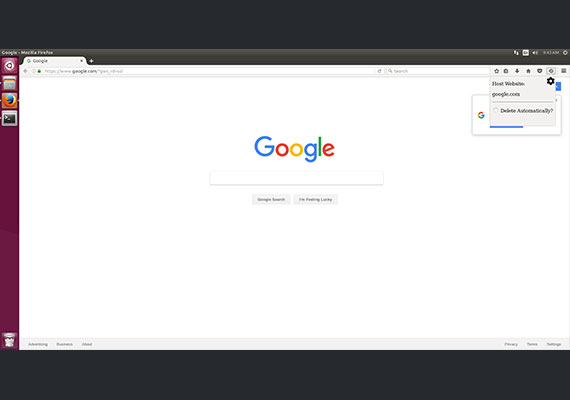 Google - Mozilla Firefox
9:43 AM
Google
https://www.google.com/?gws_rd=ssl
Search
Host Website:
google.com
Delete Automatically?
Google
Google Search
I'm Feeling Lucky
Advertising
Business
About
Privacy
Terms
Settings